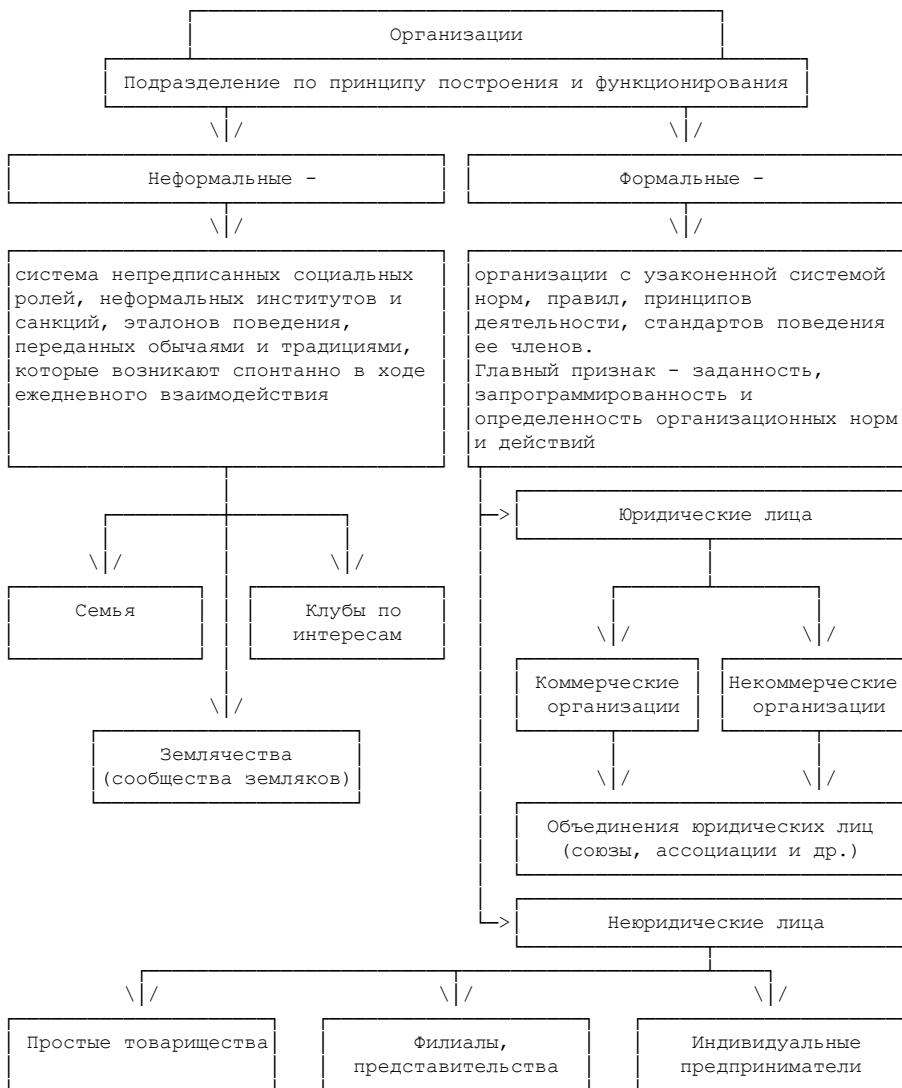 Организации
Подразделение по принципу построения и функционирования
Неформальные -
Формальные -
система непредписанных социальных
ролей, неформальных институтов и
санкций, эталонов поведения,
переданных обычаями и традициями,
которые возникают спонтанно в ходе
ежедневного взаимодействия
организации с узаконенной системой
норм, правил, принципов
деятельности, стандартов поведения
ее членов.
Главный признак - заданность,
запрограммированность и
определенность организационных норм
и действий
Юридические лица
Семья
Клубы по
интересам
Коммерческие
организации
Некоммерческие
организации
Землячества
(сообщества земляков)
Объединения юридических лиц
(союзы, ассоциации и др.)
Неюридические лица
Простые товарищества
Филиалы,
представительства
Индивидуальные
предприниматели